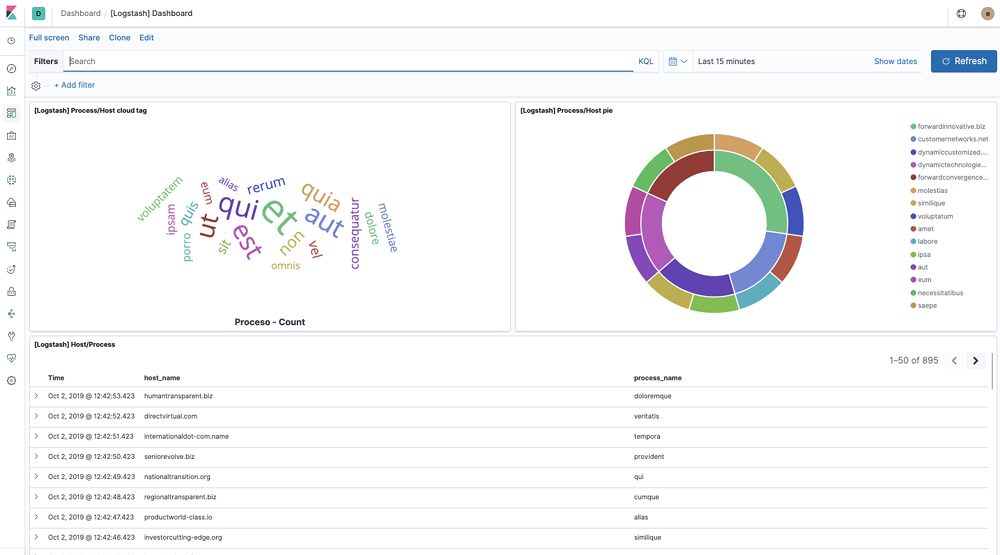 D Dashboard / [Logstash] Dashboard
Full screen Share Clone Edit
Filters Search KQL Last 15 minutes Show dates Refresh
+ Add filter
[Logstash] Process/Host cloud tag
voluptatem
ipsam
porro
quis
eum
ut
alias
qui
sit
est
rerum
et
non
omnis
quia
aut
vel
consequatur
dolore
molestiae
Proceso - Count
[Logstash] Process/Host pie
forwardinnovative.biz
customernetworks.net
dynamiccustomized....
dynamictechnologie...
forwardconvergence...
molestias
similique
voluptatum
amet
labore
ipsa
aut
eum
necessitatibus
saepe
[Logstash] Host/Process
1–50 of 895
Time host_name process_name
Oct 2, 2019 @ 12:42:53.423 humantransparent.biz doloremque
Oct 2, 2019 @ 12:42:52.423 directvirtual.com veritatis
Oct 2, 2019 @ 12:42:51.423 internationaldot-com.name tempora
Oct 2, 2019 @ 12:42:50.423 seniorevolve.biz provident
Oct 2, 2019 @ 12:42:49.423 nationaltransition.org qui
Oct 2, 2019 @ 12:42:48.423 regionaltransparent.biz cumque
Oct 2, 2019 @ 12:42:47.423 productworld-class.io alias
Oct 2, 2019 @ 12:42:46.423 investorcutting-edge.org similique